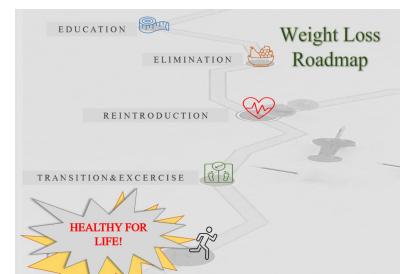 EDUCATION
Weight Loss
Roadmap
ELIMINATION
REINTRODUCTION
TRANSITION&EXCERCISE
HEALTHY FOR
LIFE!